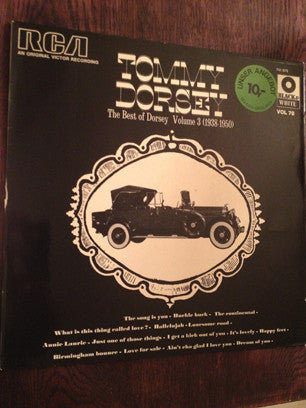 RCA
AN ORIGINAL VICTOR RECORDING
TOMMY
DORSEY
The Best of Dorsey Volume 3 (1938-1950)
UNSER ANGEBOT
10,-
BLACK &
WHITE
VOL 78
The song is you - Huckle buck - The continental -
What is this thing called love? - Hallelujah - Lonesome road -
Annie Laurie - Just one of those things - I get a kick out of you - It's lovely - Happy feet -
Birmingham bounce - Love for sale - Ain'cha glad I love you - Dream of you -